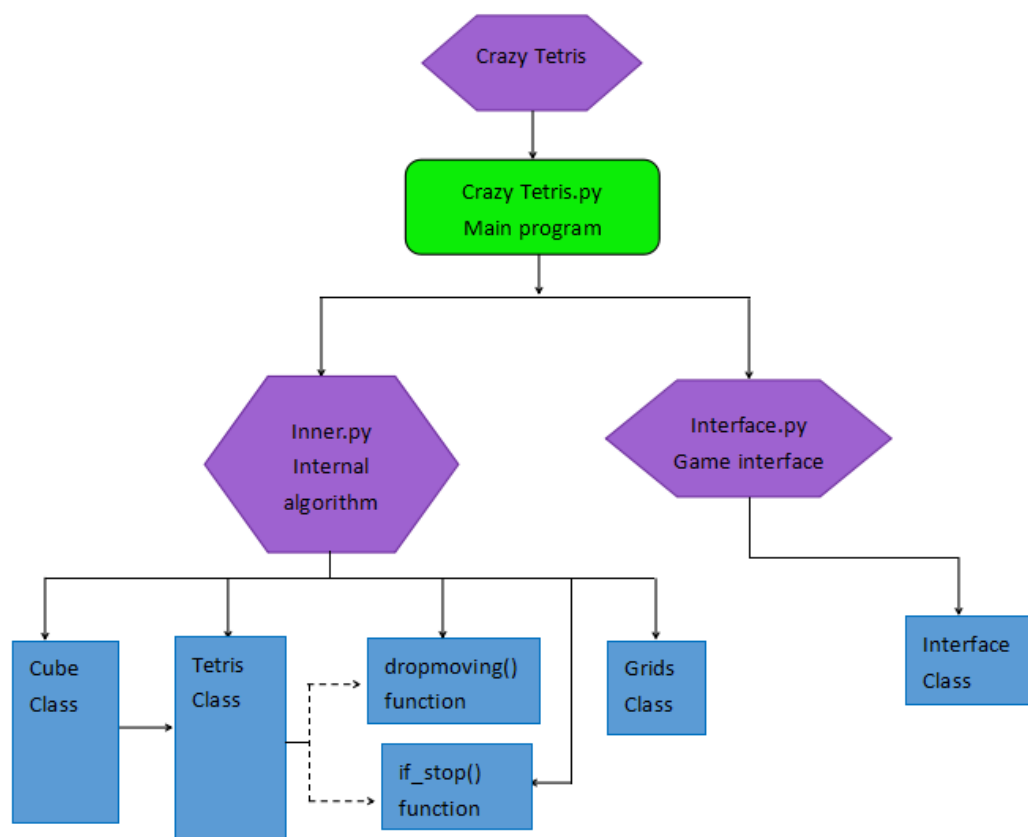 Crazy Tetris
Crazy Tetris.py
Main program
Inner.py
Internal
algorithm
Interface.py
Game interface
Cube
Class
Tetris
Class
dropmoving()
function
if_stop()
function
Grids
Class
Interface
Class